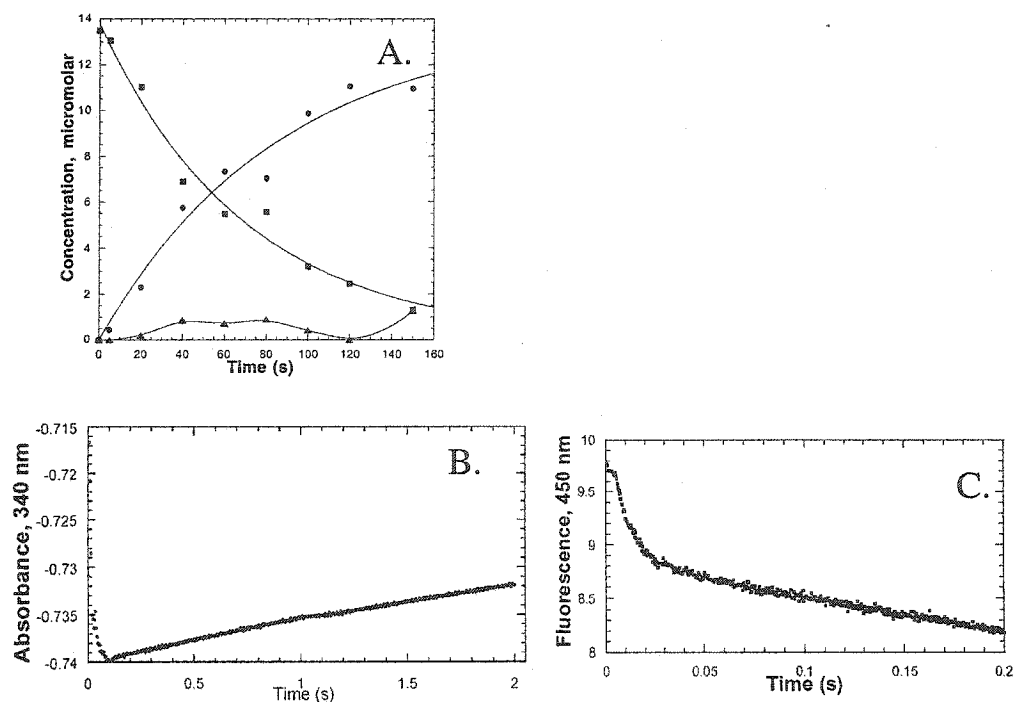 A.
Concentration, micromolar
14
12
10
8
6
4
2
0
0 20 40 60 80 100 120 140 160
Time (s)
B.
Absorbance, 340 nm
-0.715
-0.72
-0.725
-0.73
-0.735
-0.74
0 0.5 1 1.5 2
Time (s)
C.
Fluorescence, 450 nm
10
9.5
9
8.5
8
0 0.05 0.1 0.15 0.2
Time (s)